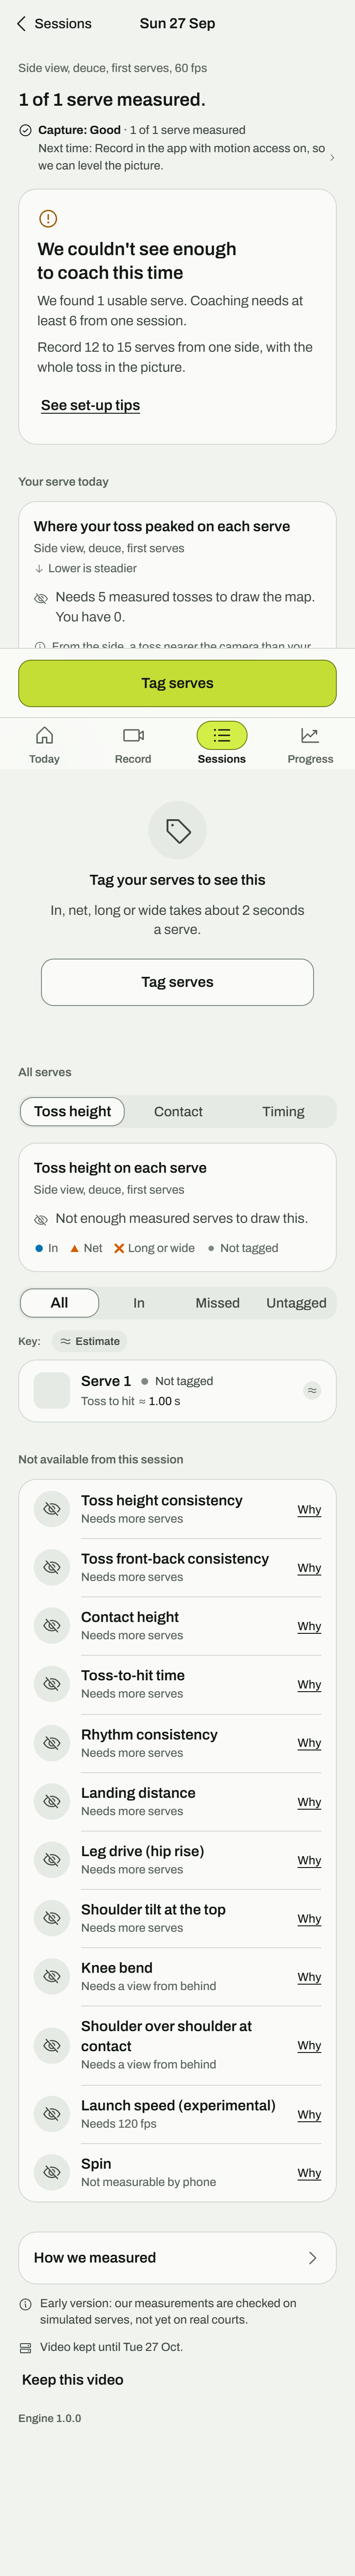 Sessions
Sun 27 Sep
Side view, deuce, first serves, 60 fps
1 of 1 serve measured.
Capture: Good · 1 of 1 serve measured
Next time: Record in the app with motion access on, so
we can level the picture.
We couldn't see enough
to coach this time
We found 1 usable serve. Coaching needs at
least 6 from one session.
Record 12 to 15 serves from one side, with the
whole toss in the picture.
See set-up tips
Your serve today
Where your toss peaked on each serve
Side view, deuce, first serves
↓ Lower is steadier
Needs 5 measured tosses to draw the map.
You have 0.
From the side, a toss nearer the camera than your
Tag serves
Today
Record
Sessions
Progress
Tag your serves to see this
In, net, long or wide takes about 2 seconds
a serve.
Tag serves
All serves
Toss height
Contact
Timing
Toss height on each serve
Side view, deuce, first serves
Not enough measured serves to draw this.
In
Net
Long or wide
Not tagged
All
In
Missed
Untagged
Key:
≈ Estimate
Serve 1
Not tagged
Toss to hit ≈ 1.00 s
≈
Not available from this session
Toss height consistency
Needs more serves
Why
Toss front-back consistency
Needs more serves
Why
Contact height
Needs more serves
Why
Toss-to-hit time
Needs more serves
Why
Rhythm consistency
Needs more serves
Why
Landing distance
Needs more serves
Why
Leg drive (hip rise)
Needs more serves
Why
Shoulder tilt at the top
Needs more serves
Why
Knee bend
Needs a view from behind
Why
Shoulder over shoulder at
contact
Needs a view from behind
Why
Launch speed (experimental)
Needs 120 fps
Why
Spin
Not measurable by phone
Why
How we measured
Early version: our measurements are checked on
simulated serves, not yet on real courts.
Video kept until Tue 27 Oct.
Keep this video
Engine 1.0.0